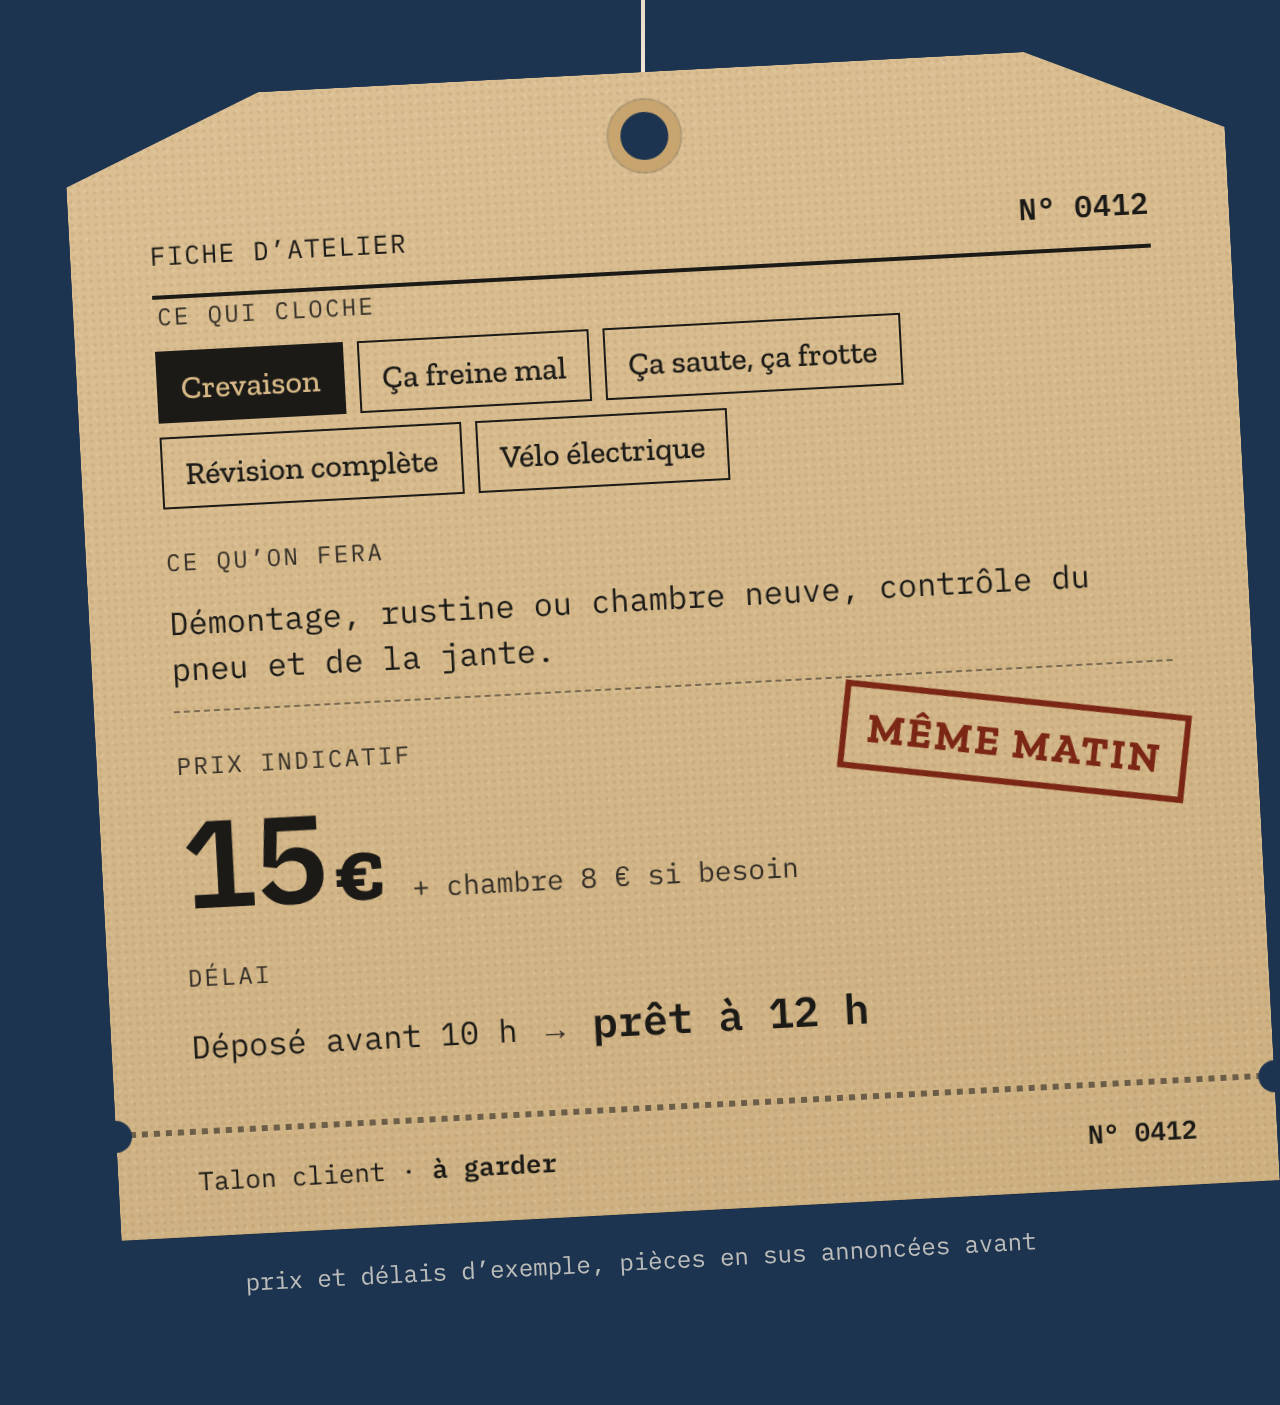 FICHE D’ATELIER N° 0412
CE QUI CLOCHE
Crevaison Ça freine mal Ça saute, ça frotte
Révision complète Vélo électrique
CE QU’ON FERA
Démontage, rustine ou chambre neuve, contrôle du
pneu et de la jante.
MÊME MATIN
PRIX INDICATIF
15€ + chambre 8 € si besoin
DÉLAI
Déposé avant 10 h → prêt à 12 h
Talon client · à garder N° 0412
prix et délais d’exemple, pièces en sus annoncées avant